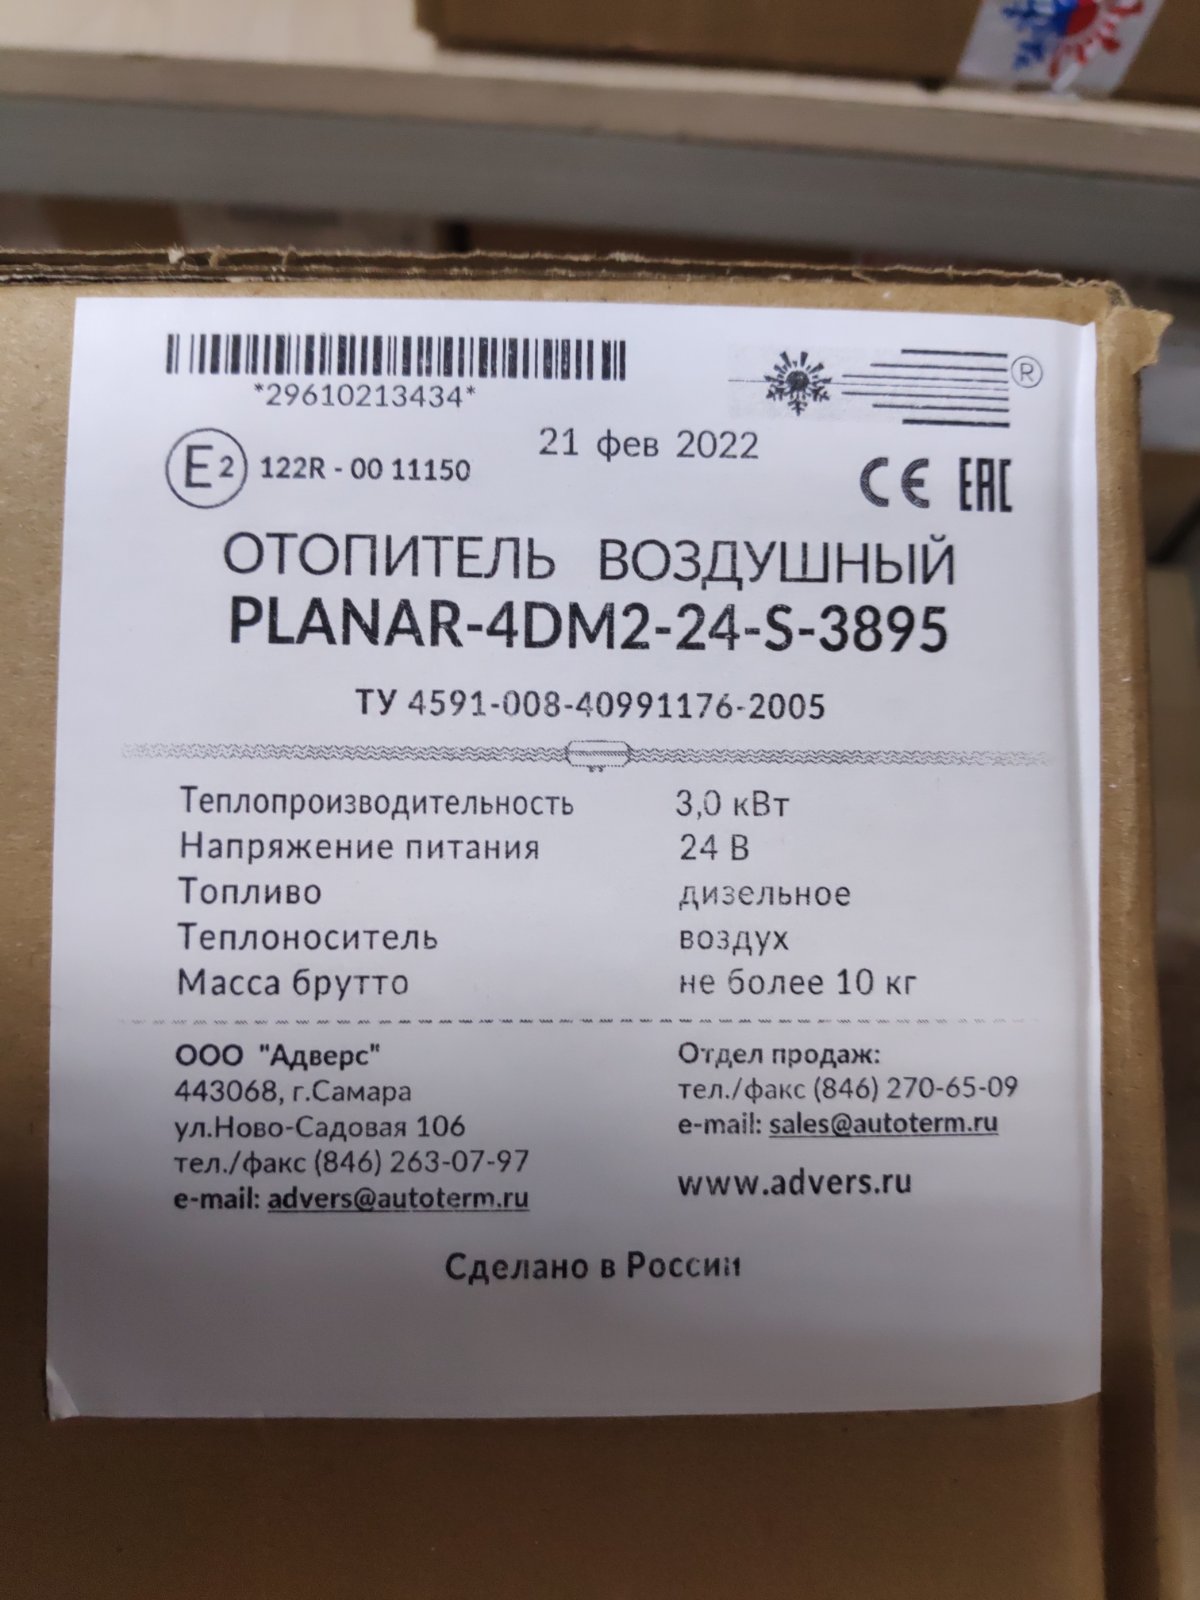 *29610213434*
®
E2 122R - 00 11150
21 фев 2022
CE EAC
ОТОПИТЕЛЬ ВОЗДУШНЫЙ
PLANAR-4DM2-24-S-3895
ТУ 4591-008-40991176-2005
Теплопроизводительность 3,0 кВт
Напряжение питания 24 В
Топливо дизельное
Теплоноситель воздух
Масса брутто не более 10 кг
ООО "Адверс"
443068, г.Самара
ул.Ново-Садовая 106
тел./факс (846) 263-07-97
e-mail: advers@autoterm.ru
Отдел продаж:
тел./факс (846) 270-65-09
e-mail: sales@autoterm.ru
www.advers.ru
Сделано в России